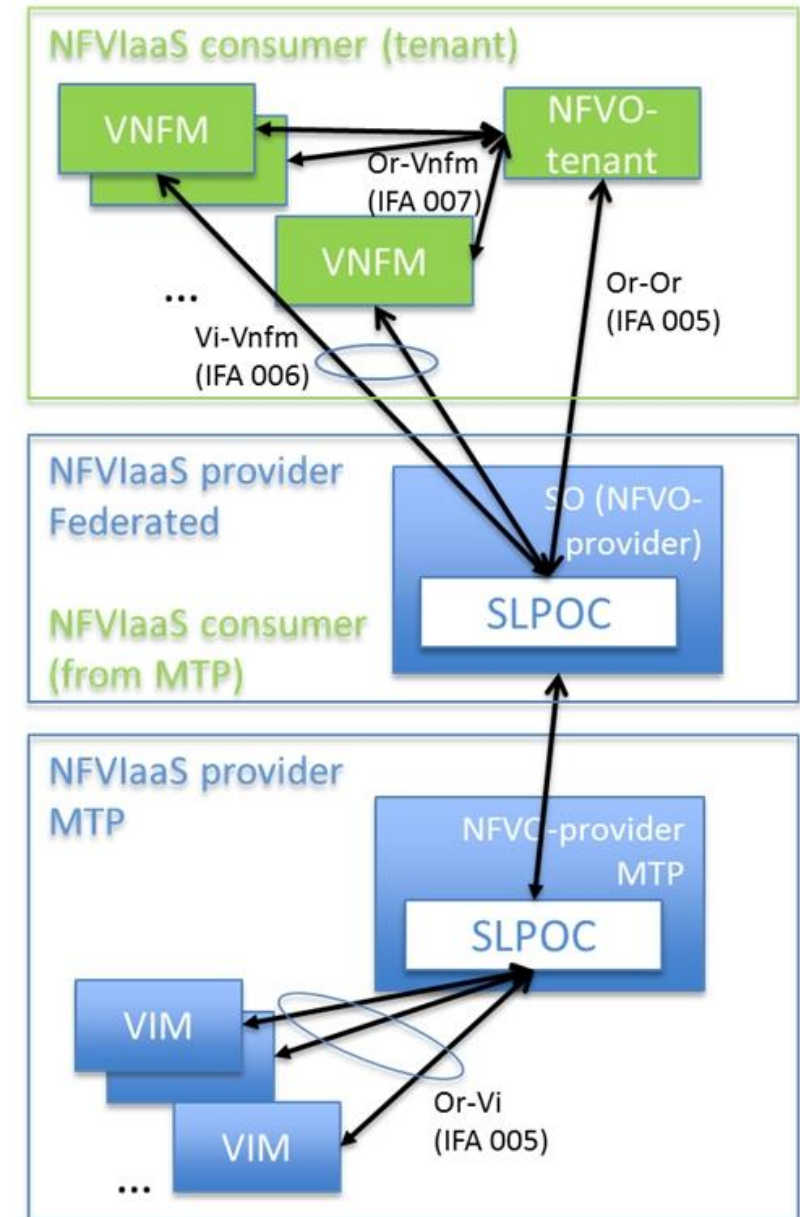 NFVIaaS consumer (tenant)
VNFM
NFVO-
tenant
Or-Vnfm
(IFA 007)
VNFM
...
Or-Or
(IFA 005)
Vi-Vnfm
(IFA 006)
NFVIaaS provider
Federated
SO (NFVO-
provider)
SLPOC
NFVIaaS consumer
(from MTP)
NFVIaaS provider
MTP
NFVO-provider
MTP
SLPOC
VIM
Or-Vi
(IFA 005)
VIM
...